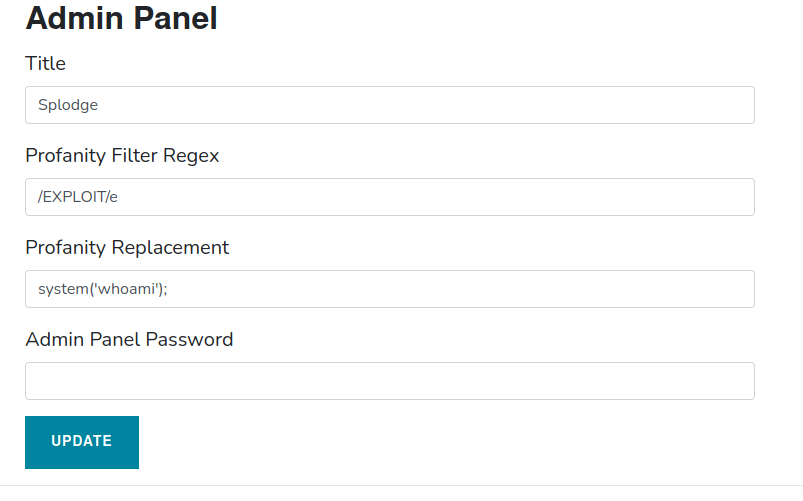 Admin Panel
Title
Splodge
Profanity Filter Regex
/EXPLOIT/e
Profanity Replacement
system('whoami');
Admin Panel Password
UPDATE